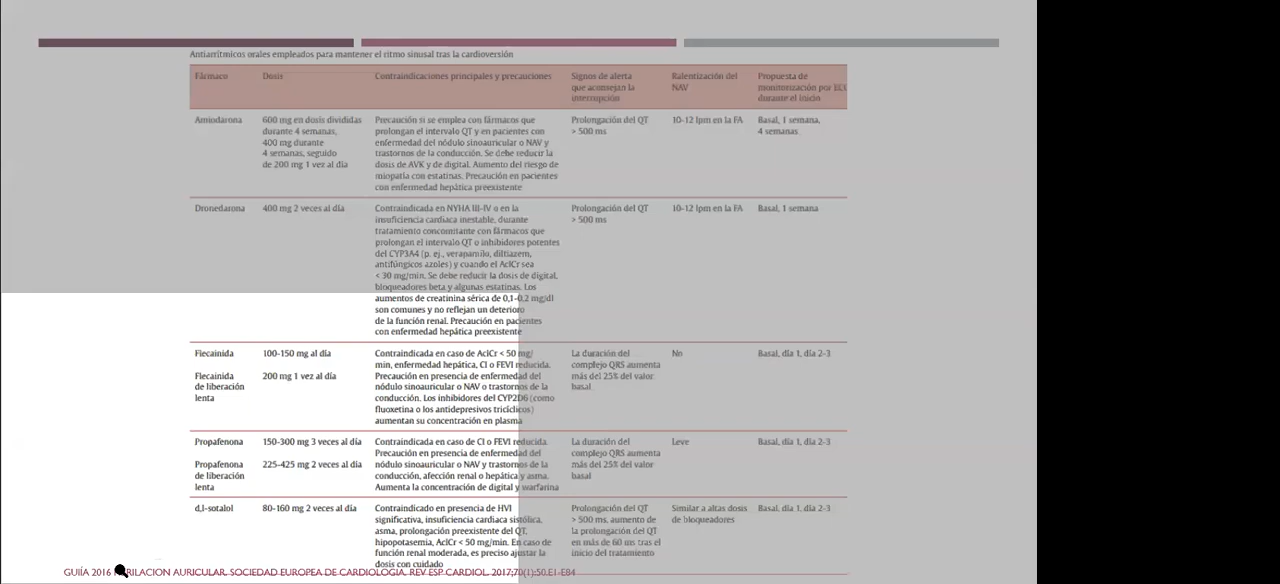 Antiarrítmicos orales empleados para mantener el ritmo sinusal tras la cardioversión
Fármaco
Dosis
Contraindicaciones principales y precauciones
Signos de alerta
que aconsejan la
interrupción
Ralentización del
NAV
Propuesta de
monitorización por ECG
durante el inicio
Amiodarona
600 mg en dosis divididas
durante 4 semanas,
400 mg durante
4 semanas, seguido
de 200 mg 1 vez al día
Precaución si se emplea con fármacos que
prolongan el intervalo QT y en pacientes con
enfermedad del nódulo sinoauricular o NAV y
trastornos de la conducción. Se debe reducir la
dosis de AVK y de digital. Aumento del riesgo de
miopatía con estatinas. Precaución en pacientes
con enfermedad hepática preexistente
Prolongación del QT
> 500 ms
10-12 lpm en la FA
Basal, 1 semana,
4 semanas
Dronedarona
400 mg 2 veces al día
Contraindicada en NYHA III-IV o en la
insuficiencia cardiaca inestable, durante
tratamiento concomitante con fármacos que
prolongan el intervalo QT o inhibidores potentes
del CYP3A4 (p. ej., verapamilo, diltiazem,
antifúngicos azoles) y cuando el AclCr sea
< 30 mg/min. Se debe reducir la dosis de digital,
bloqueadores beta y algunas estatinas. Los
aumentos de creatinina sérica de 0,1-0,2 mg/dl
son comunes y no reflejan un deterioro
de la función renal. Precaución en pacientes
con enfermedad hepática preexistente
Prolongación del QT
> 500 ms
10-12 lpm en la FA
Basal, 1 semana
Flecainida
100-150 mg al día
Flecainida
de liberación
lenta
200 mg 1 vez al día
Contraindicada en caso de AclCr < 50 mg/
min, enfermedad hepática, CI o FEVI reducida.
Precaución en presencia de enfermedad del
nódulo sinoauricular o NAV o trastornos de la
conducción. Los inhibidores del CYP2D6 (como
fluoxetina o los antidepresivos tricíclicos)
aumentan su concentración en plasma
La duración del
complejo QRS aumenta
más del 25% del valor
basal
No
Basal, día 1, día 2-3
Propafenona
150-300 mg 3 veces al día
Propafenona
de liberación
lenta
225-425 mg 2 veces al día
Contraindicada en caso de CI o FEVI reducida.
Precaución en presencia de enfermedad del
nódulo sinoauricular o NAV y trastornos de la
conducción, afección renal o hepática y asma.
Aumenta la concentración de digital y warfarina
La duración del
complejo QRS aumenta
más del 25% del valor
basal
Leve
Basal, día 1, día 2-3
d,l-sotalol
80-160 mg 2 veces al día
Contraindicado en presencia de HVI
significativa, insuficiencia cardiaca sistólica,
asma, prolongación preexistente del QT,
hipopotasemia, AclCr < 50 mg/min. En caso de
función renal moderada, es preciso ajustar la
dosis con cuidado
Prolongación del QT
> 500 ms, aumento de
la prolongación del QT
en más de 60 ms tras el
inicio del tratamiento
Similar a altas dosis
de bloqueadores
Basal, día 1, día 2-3
GUÍA 2016 AURICULAR. SOCIEDAD EUROPEA DE CARDIOLOGIA. REV ESP CARDIOL. 2017;70(1):50.E1-E84